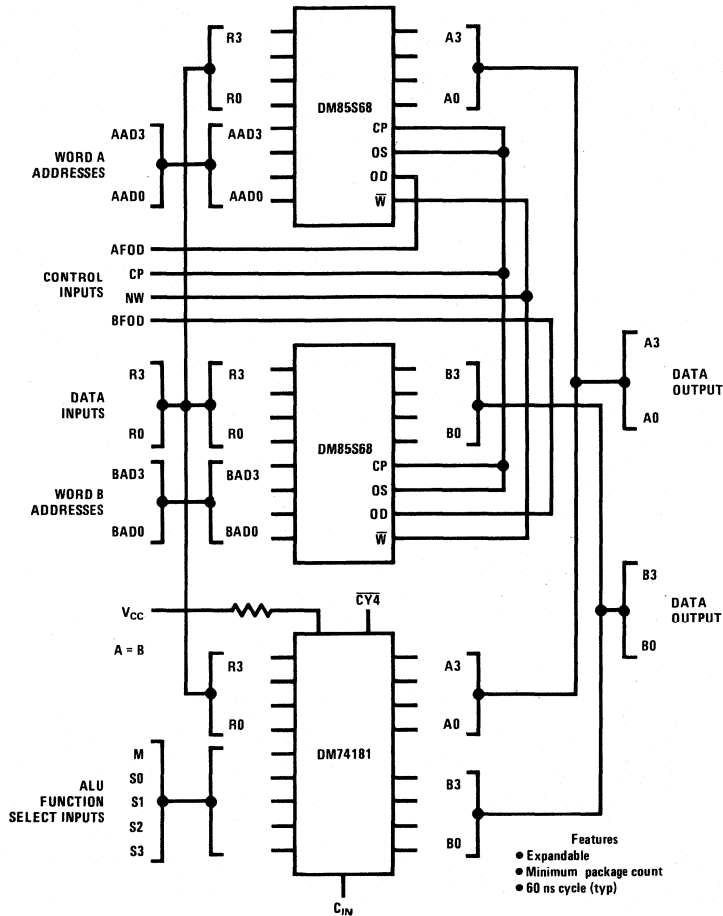 R3
A3
DM85S68
R0
A0
AAD3
AAD3
CP
WORD A
ADDRESSES
OS
OD
AAD0
AAD0
W̅
AFOD
CONTROL
INPUTS
CP
NW
BFOD
A3
DATA
OUTPUT
A0
R3
R3
B3
DATA
INPUTS
R0
R0
B0
DM85S68
BAD3
BAD3
CP
WORD B
ADDRESSES
OS
OD
BAD0
BAD0
W̅
B3
DATA
OUTPUT
B0
VCC
C̅Y̅4̅
A = B
R3
A3
R0
A0
DM74181
M
S0
ALU
FUNCTION
SELECT INPUTS
S1
S2
S3
B3
B0
CIN
Features
● Expandable
● Minimum package count
● 60 ns cycle (typ)